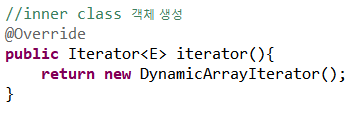 //inner class 객체 생성
@Override
public Iterator<E> iterator(){
    return new DynamicArrayIterator();
}